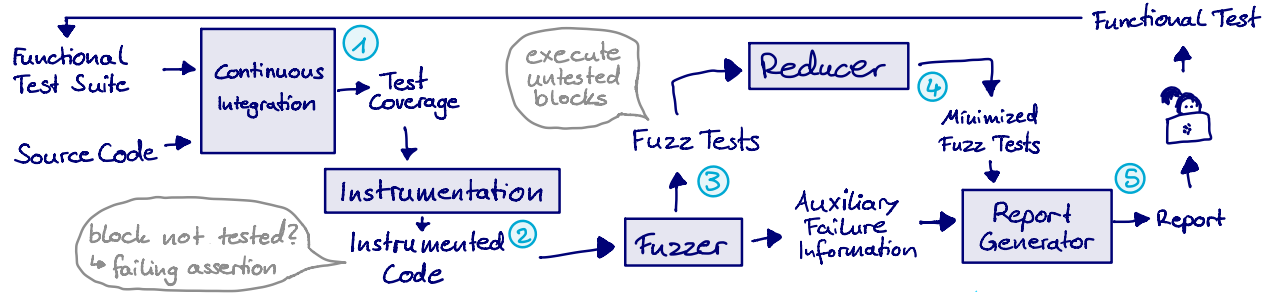 Functional Test
Functional
Test Suite
Source Code
Continuous
Integration
1
Test
Coverage
Instrumentation
block not tested?
↳ failing assertion
Instrumented
Code
2
Fuzzer
3
Fuzz Tests
execute
untested
blocks
Reducer
4
Minimized
Fuzz Tests
Auxiliary
Failure
Information
Report
Generator
5
Report